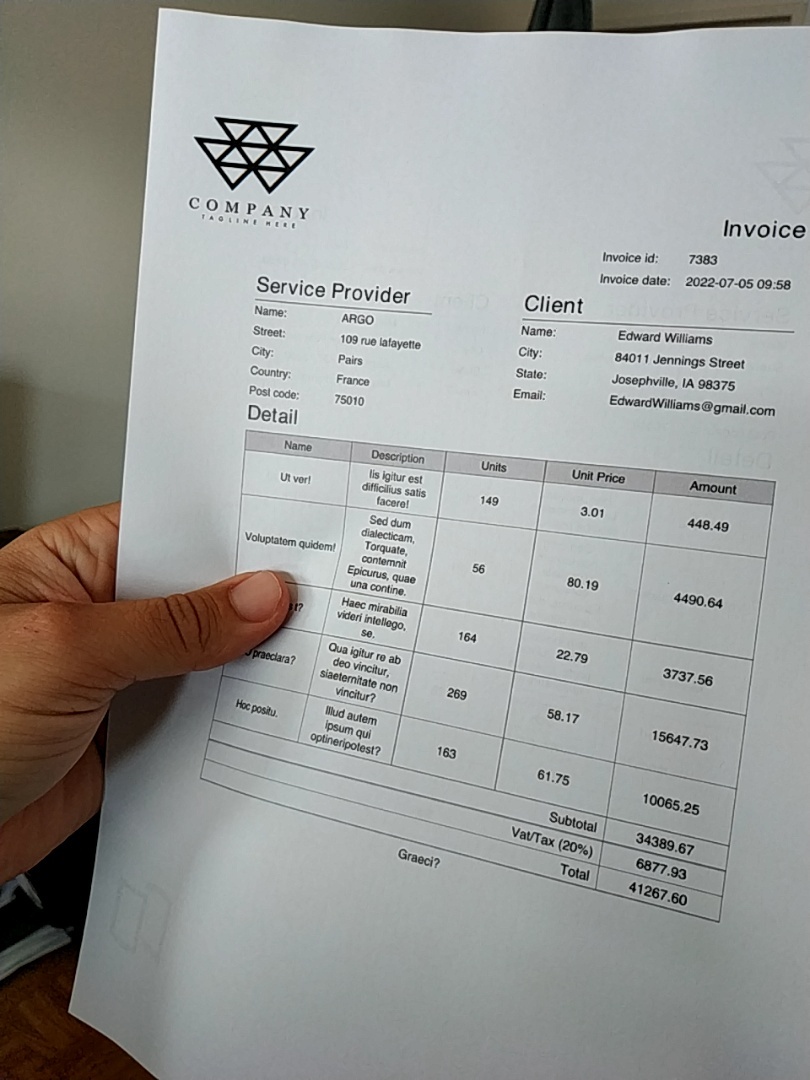 COMPANY
TAGLINE HERE
Invoice
Invoice id: 7383
Invoice date: 2022-07-05 09:58
Service Provider
Name: ARGO
Street: 109 rue lafayette
City: Pairs
Country: France
Post code: 75010
Client
Name: Edward Williams
City: 84011 Jennings Street
State: Josephville, IA 98375
Email: EdwardWilliams@gmail.com
Detail
Name Description Units Unit Price Amount
Ut ver! Iis igitur est difficilius satis facere! 149 3.01 448.49
Voluptatem quidem! Sed dum dialecticam, Torquate, contemnit Epicurus, quae una contine. 56 80.19 4490.64
Haec mirabilia videri intellego, se. 164 22.79 3737.56
praeclara? Qua igitur re ab deo vincitur, siaeternitate non vincitur? 269 58.17 15647.73
Hoc positu. Illud autem ipsum qui optineripotest? 163 61.75 10065.25
Subtotal 34389.67
Vat/Tax (20%) 6877.93
Total 41267.60
Graeci?